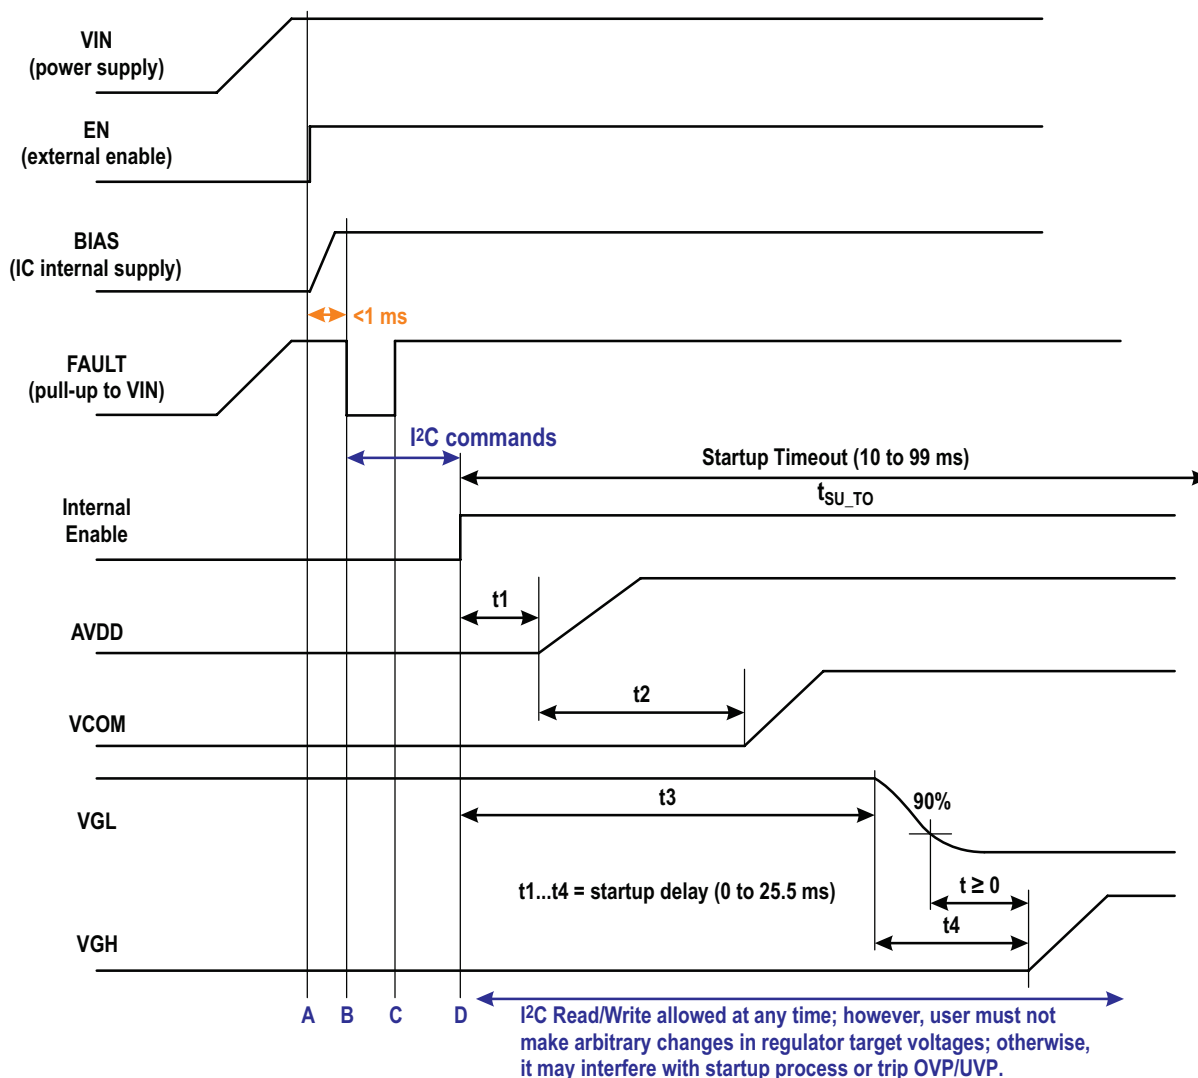 VIN
(power supply)
EN
(external enable)
BIAS
(IC internal supply)
<1 ms
FAULT
(pull-up to VIN)
I²C commands
Startup Timeout (10 to 99 ms)
tSU_TO
Internal
Enable
t1
AVDD
t2
VCOM
t3
90%
VGL
t1...t4 = startup delay (0 to 25.5 ms)
t ≥ 0
t4
VGH
A B C D
I²C Read/Write allowed at any time; however, user must not
make arbitrary changes in regulator target voltages; otherwise,
it may interfere with startup process or trip OVP/UVP.